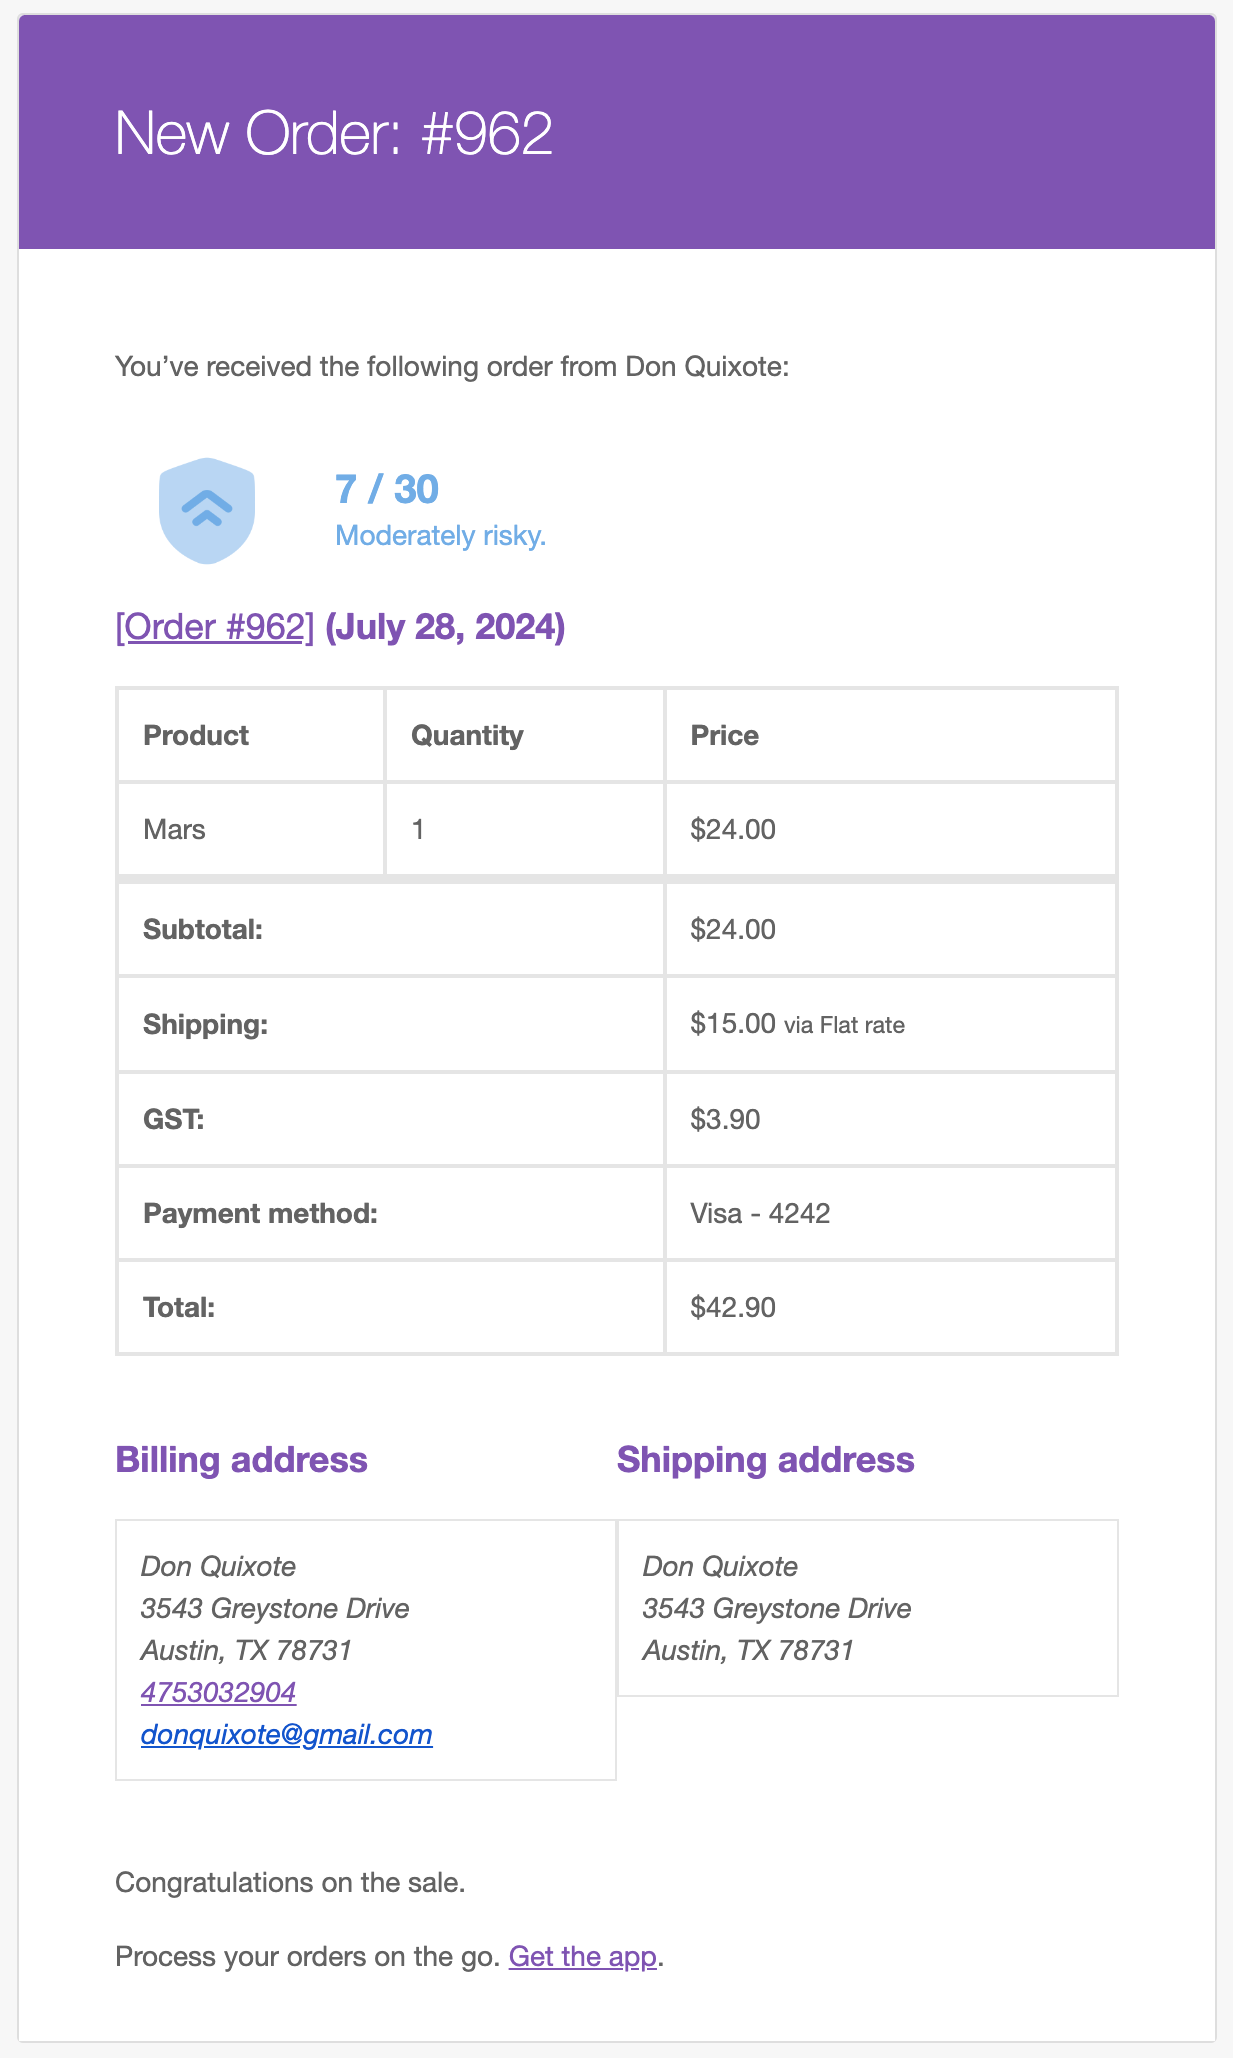 New Order: #962
You’ve received the following order from Don Quixote:
7 / 30
Moderately risky.
[Order #962] (July 28, 2024)
Product Quantity Price
Mars 1 $24.00
Subtotal: $24.00
Shipping: $15.00 via Flat rate
GST: $3.90
Payment method: Visa - 4242
Total: $42.90
Billing address
Don Quixote
3543 Greystone Drive
Austin, TX 78731
4753032904
donquixote@gmail.com
Shipping address
Don Quixote
3543 Greystone Drive
Austin, TX 78731
Congratulations on the sale.
Process your orders on the go. Get the app.